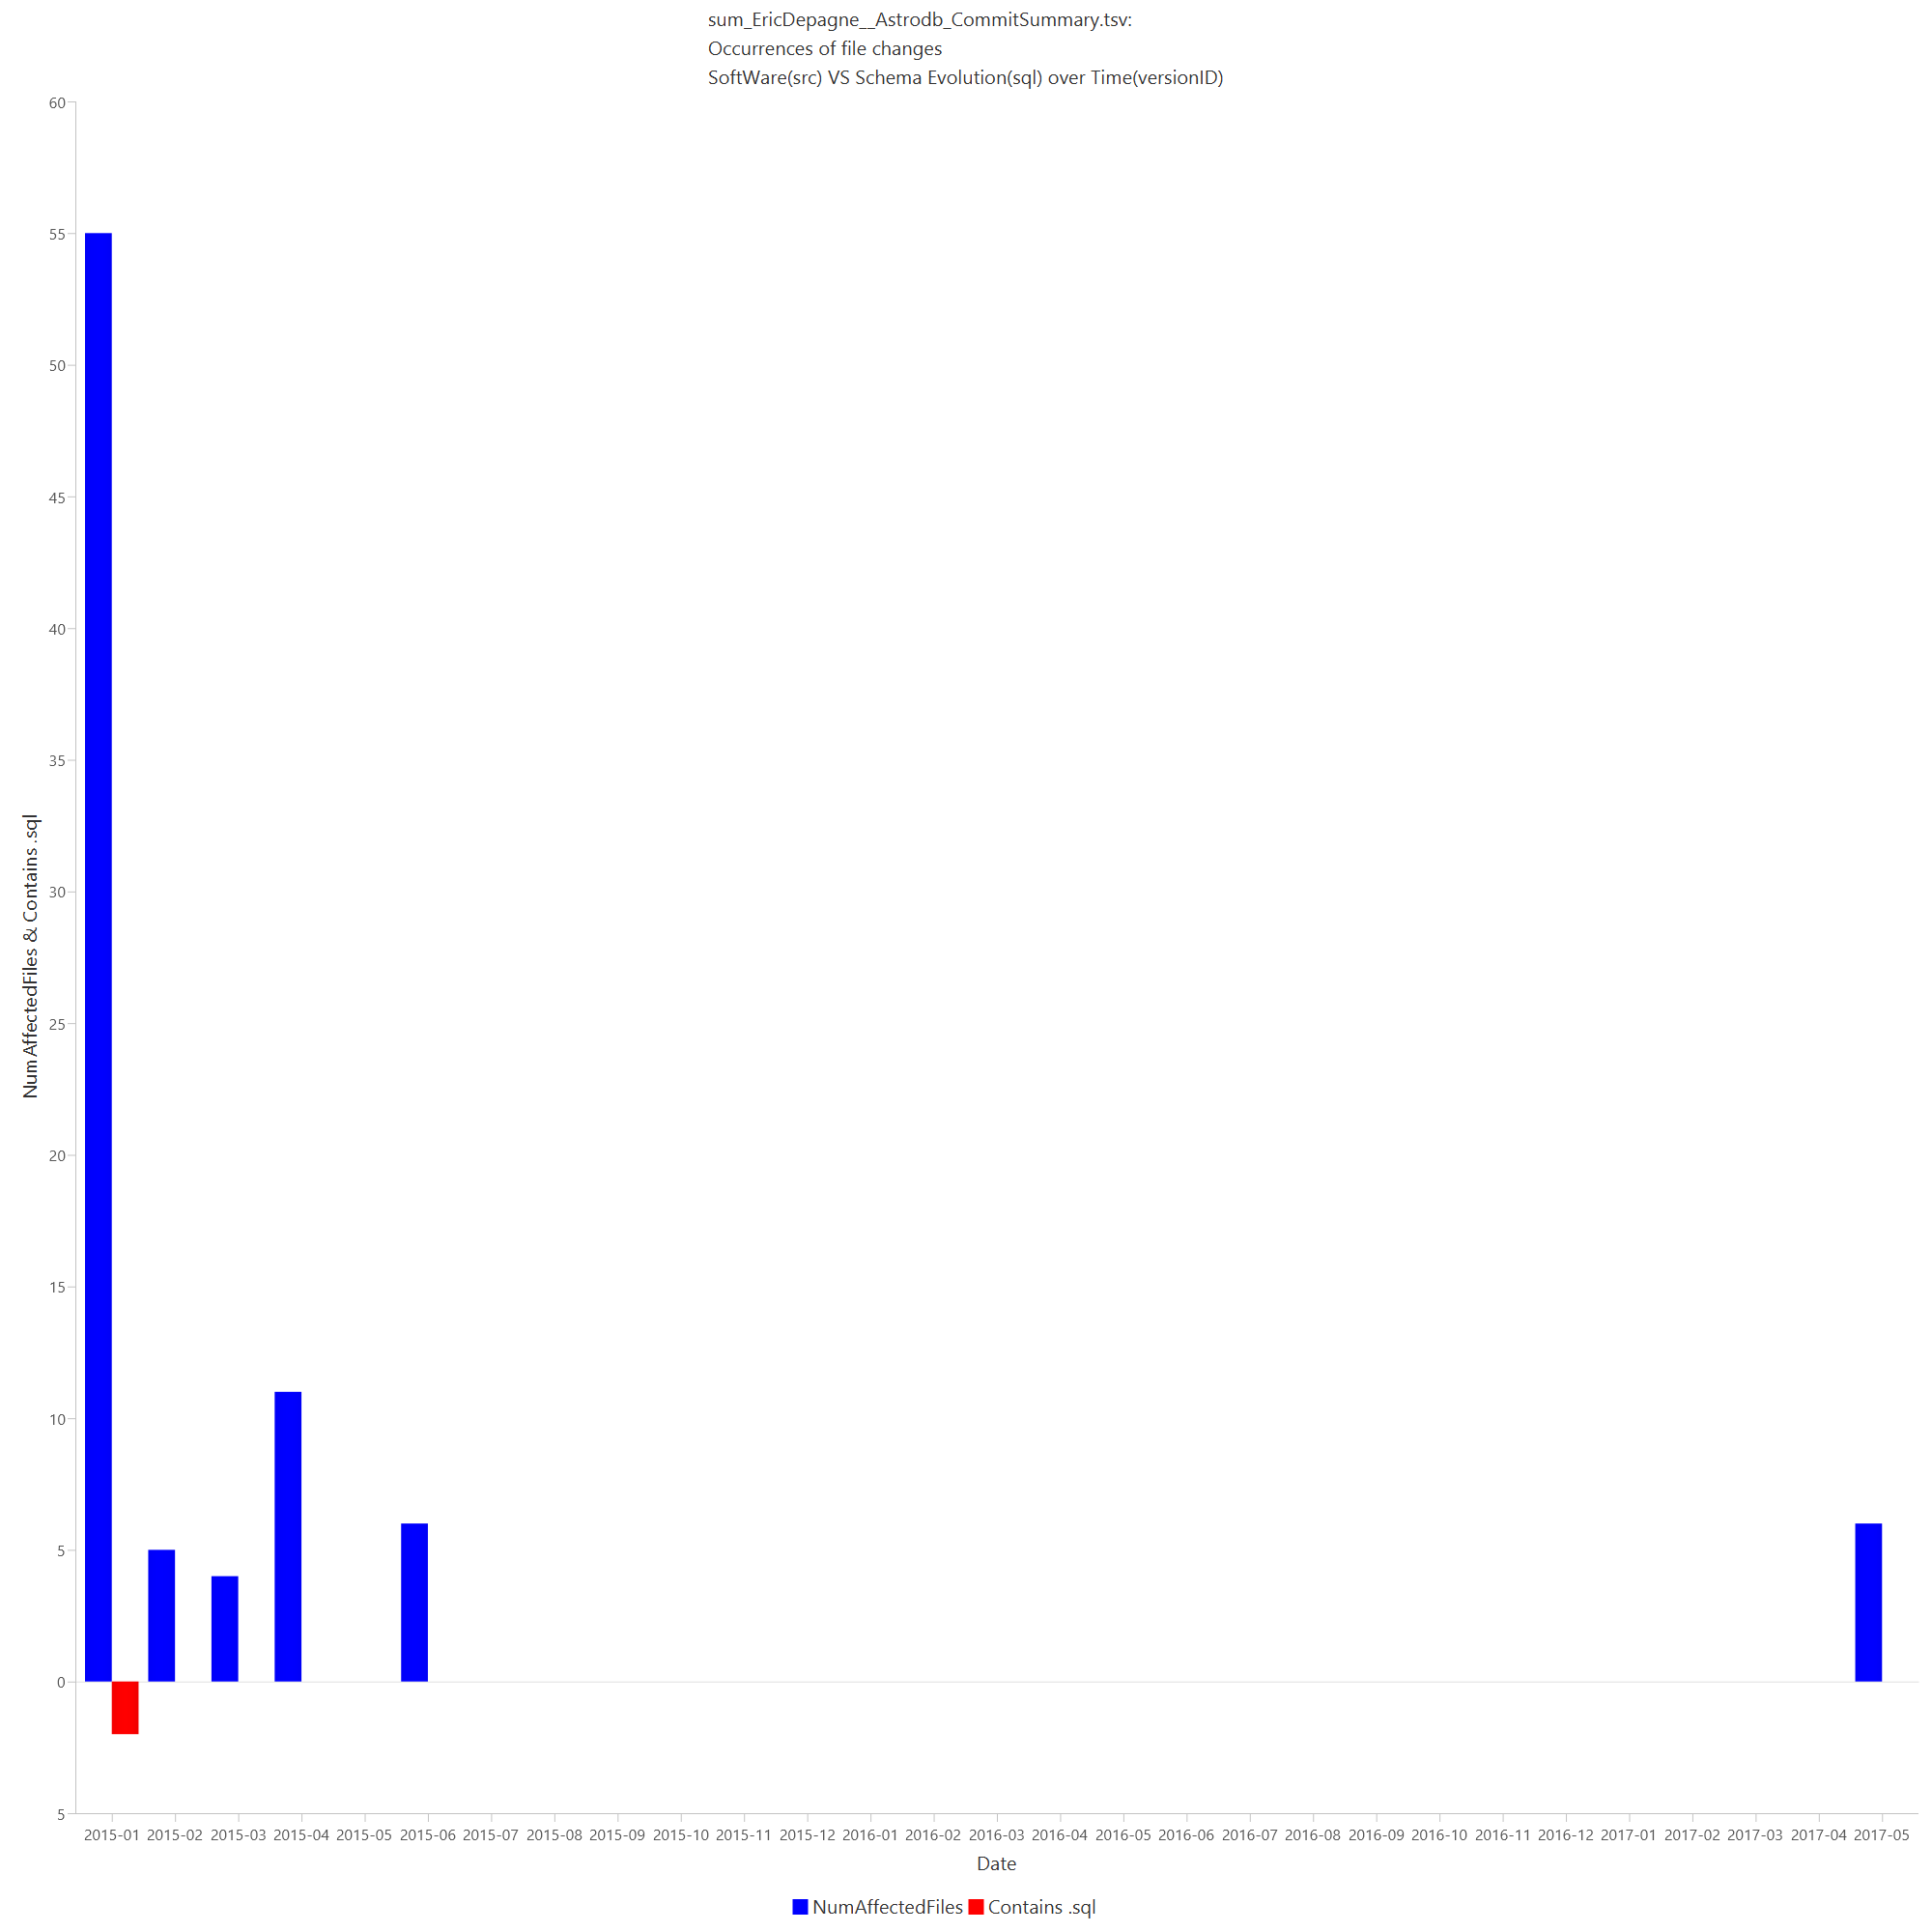 sum_EricDepagne__Astrodb_CommitSummary.tsv:
Occurrences of file changes
SoftWare(src) VS Schema Evolution(sql) over Time(versionID)
60
55
50
45
40
35
30
25
20
15
10
5
0
5
NumAffectedFiles & Contains .sql
2015-01 2015-02 2015-03 2015-04 2015-05 2015-06 2015-07 2015-08 2015-09 2015-10 2015-11 2015-12 2016-01 2016-02 2016-03 2016-04 2016-05 2016-06 2016-07 2016-08 2016-09 2016-10 2016-11 2016-12 2017-01 2017-02 2017-03 2017-04 2017-05
Date
NumAffectedFiles Contains .sql